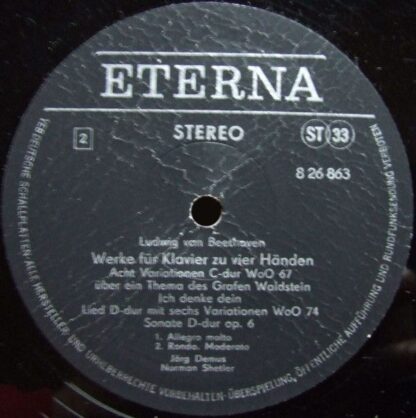 ETERNA
2
STEREO
ST 33
8 26 863
Ludwig van Beethoven
Werke für Klavier zu vier Händen
Acht Variationen C-dur WoO 67
über ein Thema des Grafen Waldstein
Ich denke dein
Lied D-dur mit sechs Variationen WoO 74
Sonate D-dur op. 6
1. Allegro molto
2. Rondo. Moderato
Jörg Demus
Norman Shetler
VEB DEUTSCHE SCHALLPLATTEN ALLE HERSTELLER- UND URHEBERRECHTE VORBEHALTEN-ÜBERSPIELUNG, ÖFFENTLICHE AUFFÜHRUNG UND RUNDFUNKSENDUNG VERBOTEN